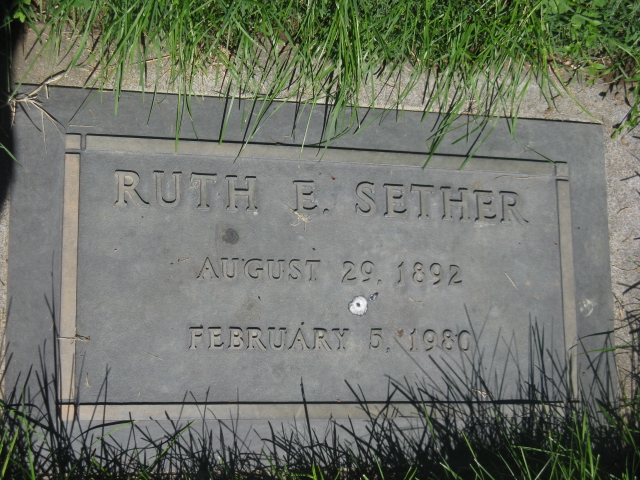 RUTH E. SETHER
AUGUST 29, 1892
FEBRUARY 5, 1980